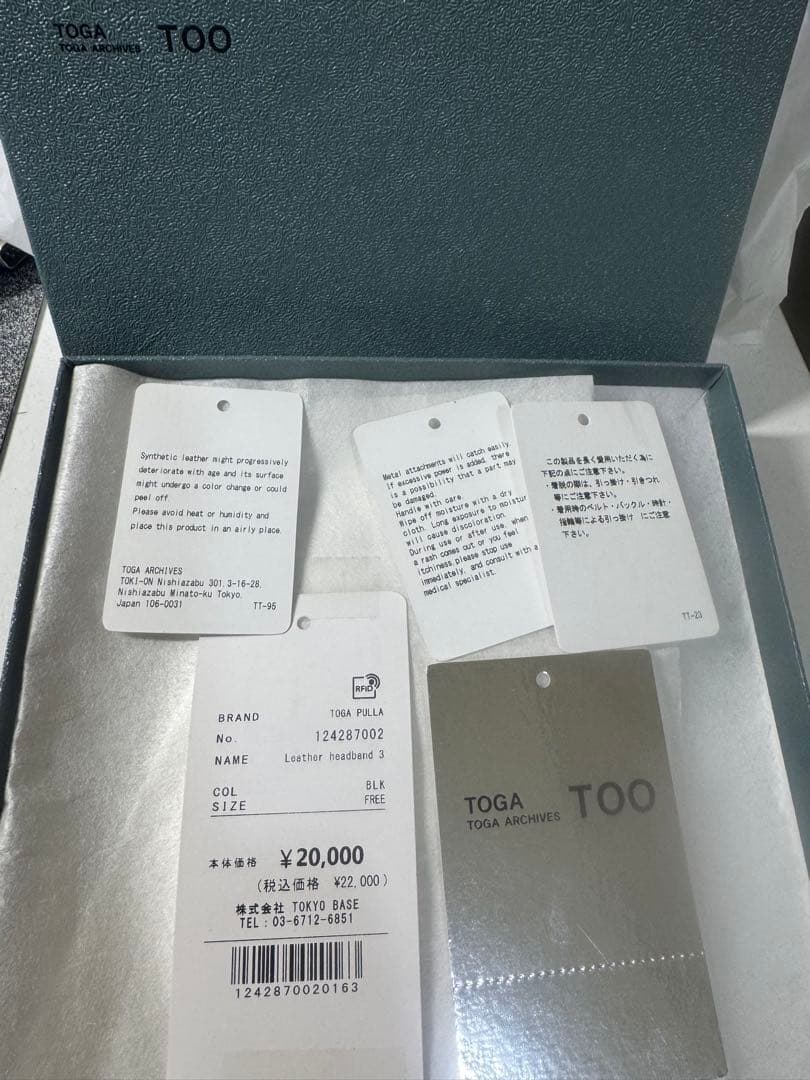 TOGA
TOGA ARCHIVES TOO
Synthetic leather might progressively
deteriorate with age and its surface
might undergo a color change or could
peel off.
Please avoid heat or humidity and
place this product in an airly place.
TOGA ARCHIVES
TOKI-ON Nishiazabu 301,3-16-28,
Nishiazabu Minato-ku Tokyo,
Japan 106-0031 TT-95
Metal attachments will catch easily.
If excessive power is added, there
is a possibility that a part may
be damaged.
Handle with care.
Wipe off moisture with a dry
cloth. Long exposure to moistur
will cause discoloration.
During use or after use, when
a rash comes out or you feel
itchiness,please stop use
immediately, and consult with a
medical specialist.
この製品を長く愛用いただく為に
下記の点にご注意下さい。
・着脱の際は、引っ掛け・引きつれ
等にご注意下さい。
・着用時のベルト・バックル・時計・
指輪等による引っ掛け にご注意
下さい。
TT-23
RFID
BRAND TOGA PULLA
No. 124287002
NAME Leather headband 3
COL BLK
SIZE FREE
本体価格 ¥20,000
(税込価格 ¥22,000)
株式会社 TOKYO BASE
TEL:03-6712-6851
1242870020163
TOGA
TOGA ARCHIVES TOO